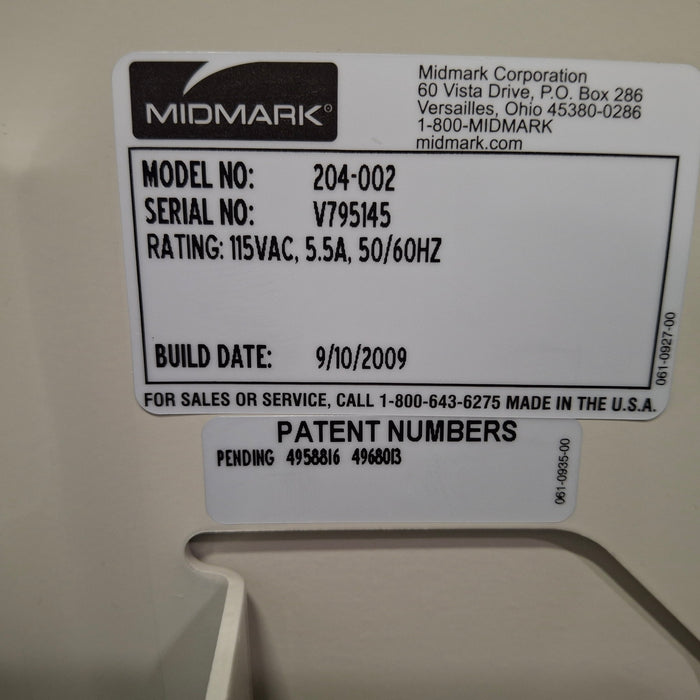 MIDMARK®
Midmark Corporation
60 Vista Drive, P.O. Box 286
Versailles, Ohio 45380-0286
1-800-MIDMARK
midmark.com
MODEL NO: 204-002
SERIAL NO: V795145
RATING: 115VAC, 5.5A, 50/60HZ
BUILD DATE: 9/10/2009
061-0927-00
FOR SALES OR SERVICE, CALL 1-800-643-6275 MADE IN THE U.S.A.
PATENT NUMBERS
PENDING 4958816 4968013
061-0935-00